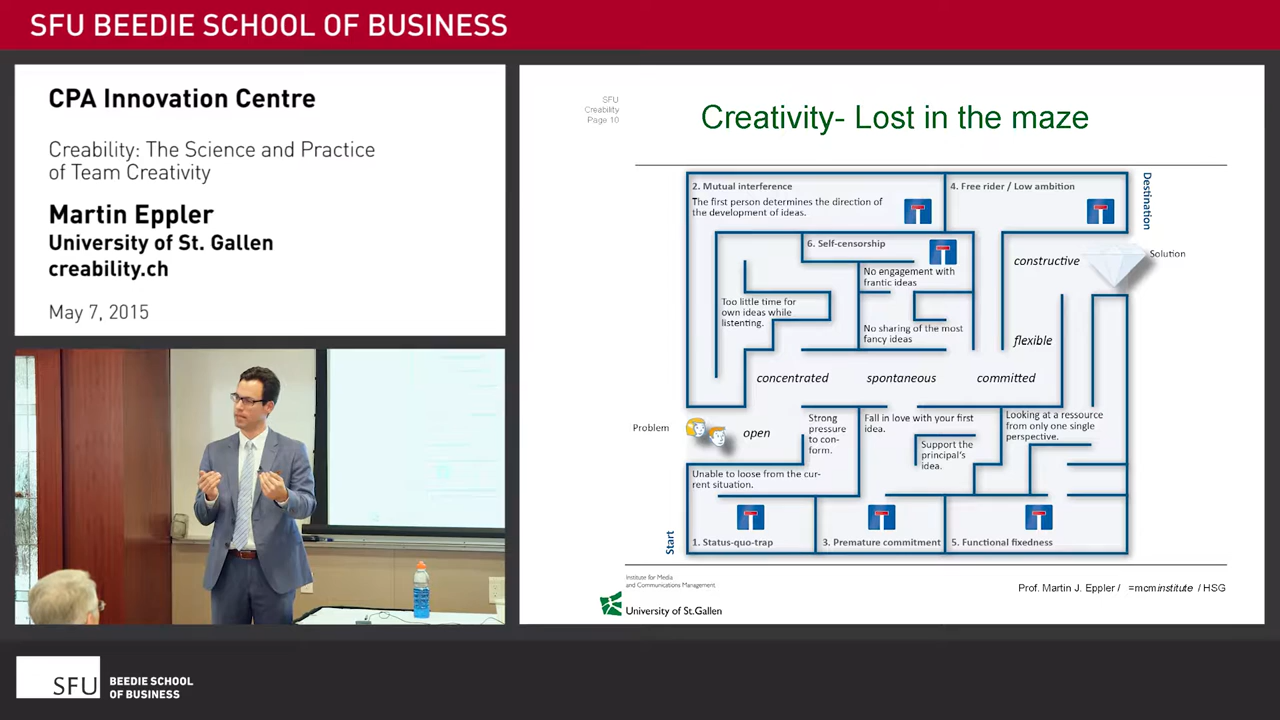 SFU BEEDIE SCHOOL OF BUSINESS
CPA Innovation Centre
Creability: The Science and Practice
of Team Creativity
Martin Eppler
University of St. Gallen
creability.ch
May 7, 2015
SFU
Creability
Page 10
Creativity- Lost in the maze
2. Mutual interference
The first person determines the direction of
the development of ideas.
4. Free rider / Low ambition
Destination
6. Self-censorship
No engagement with
frantic ideas
constructive
Solution
Too little time for
own ideas while
listening.
No sharing of the most
fancy ideas
flexible
concentrated
spontaneous
committed
Problem
open
Strong
pressure
to con-
form.
Fall in love with your first
idea.
Support the
principal's
idea.
Looking at a ressource
from only one single
perspective.
Unable to loose from the cur-
rent situation.
Start
1. Status-quo-trap
3. Premature commitment
5. Functional fixedness
Institute for Media
and Communications Management
University of St.Gallen
Prof. Martin J. Eppler / =mcminstitute / HSG
SFU
BEEDIE SCHOOL
OF BUSINESS